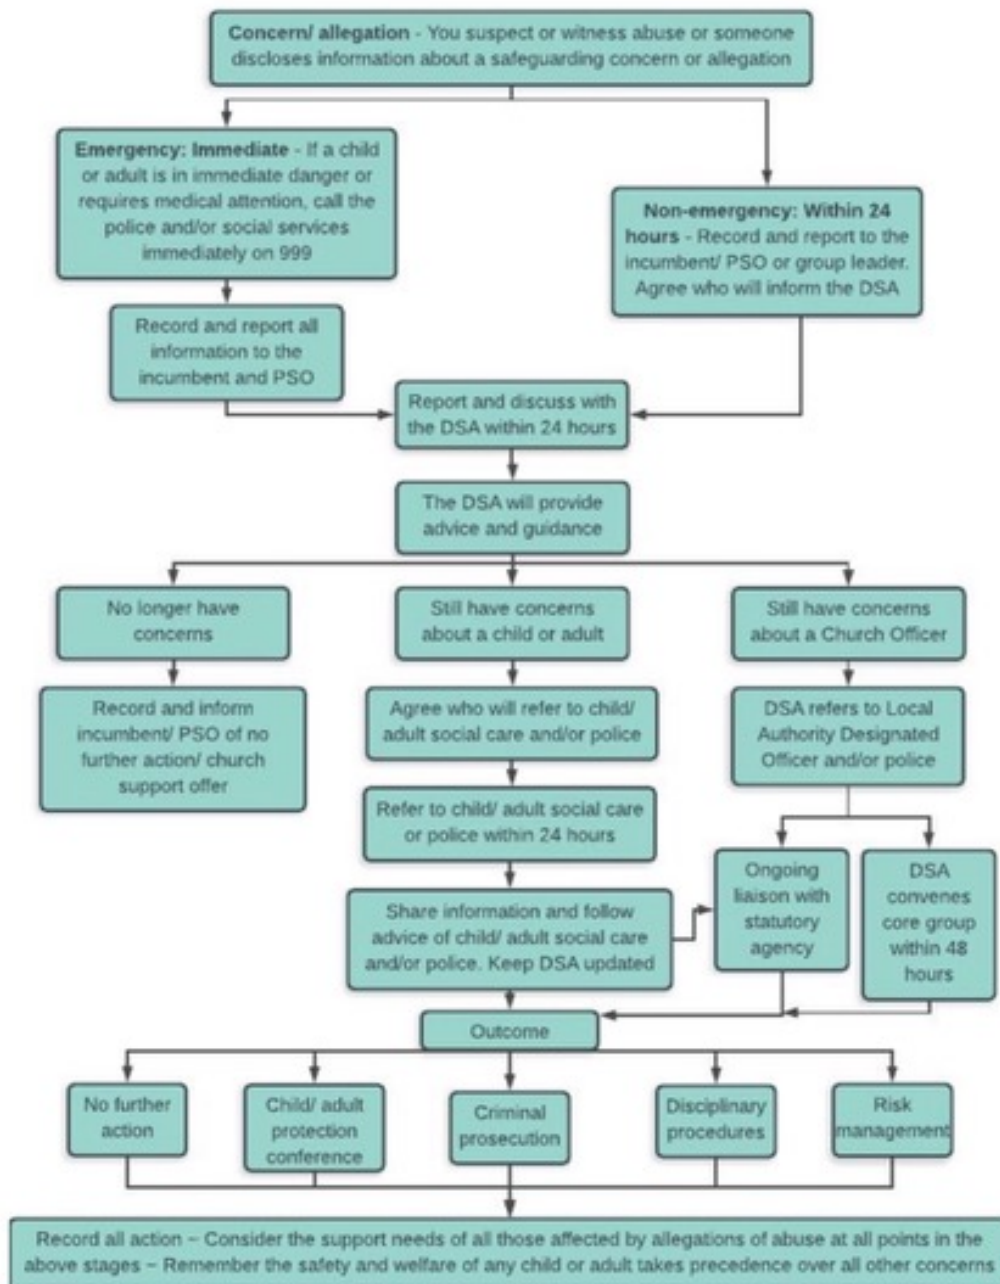 Concern/ allegation - You suspect or witness abuse or someone
discloses information about a safeguarding concern or allegation
Emergency: Immediate - If a child
or adult is in immediate danger or
requires medical attention, call the
police and/or social services
immediately on 999
Non-emergency: Within 24
hours - Record and report to the
incumbent/ PSO or group leader.
Agree who will inform the DSA
Record and report all
information to the
incumbent and PSO
Report and discuss with
the DSA within 24 hours
The DSA will provide
advice and guidance
No longer have
concerns
Still have concerns
about a child or adult
Still have concerns
about a Church Officer
Record and inform
incumbent/ PSO of no
further action/ church
support offer
Agree who will refer to child/
adult social care and/or police
DSA refers to Local
Authority Designated
Officer and/or police
Refer to child/ adult social care
or police within 24 hours
Share information and follow
advice of child/ adult social care
and/or police. Keep DSA updated
Ongoing
liaison with
statutory
agency
DSA
convenes
core group
within 48
hours
Outcome
No further
action
Child/ adult
protection
conference
Criminal
prosecution
Disciplinary
procedures
Risk
management
Record all action – Consider the support needs of all those affected by allegations of abuse at all points in the
above stages – Remember the safety and welfare of any child or adult takes precedence over all other concerns